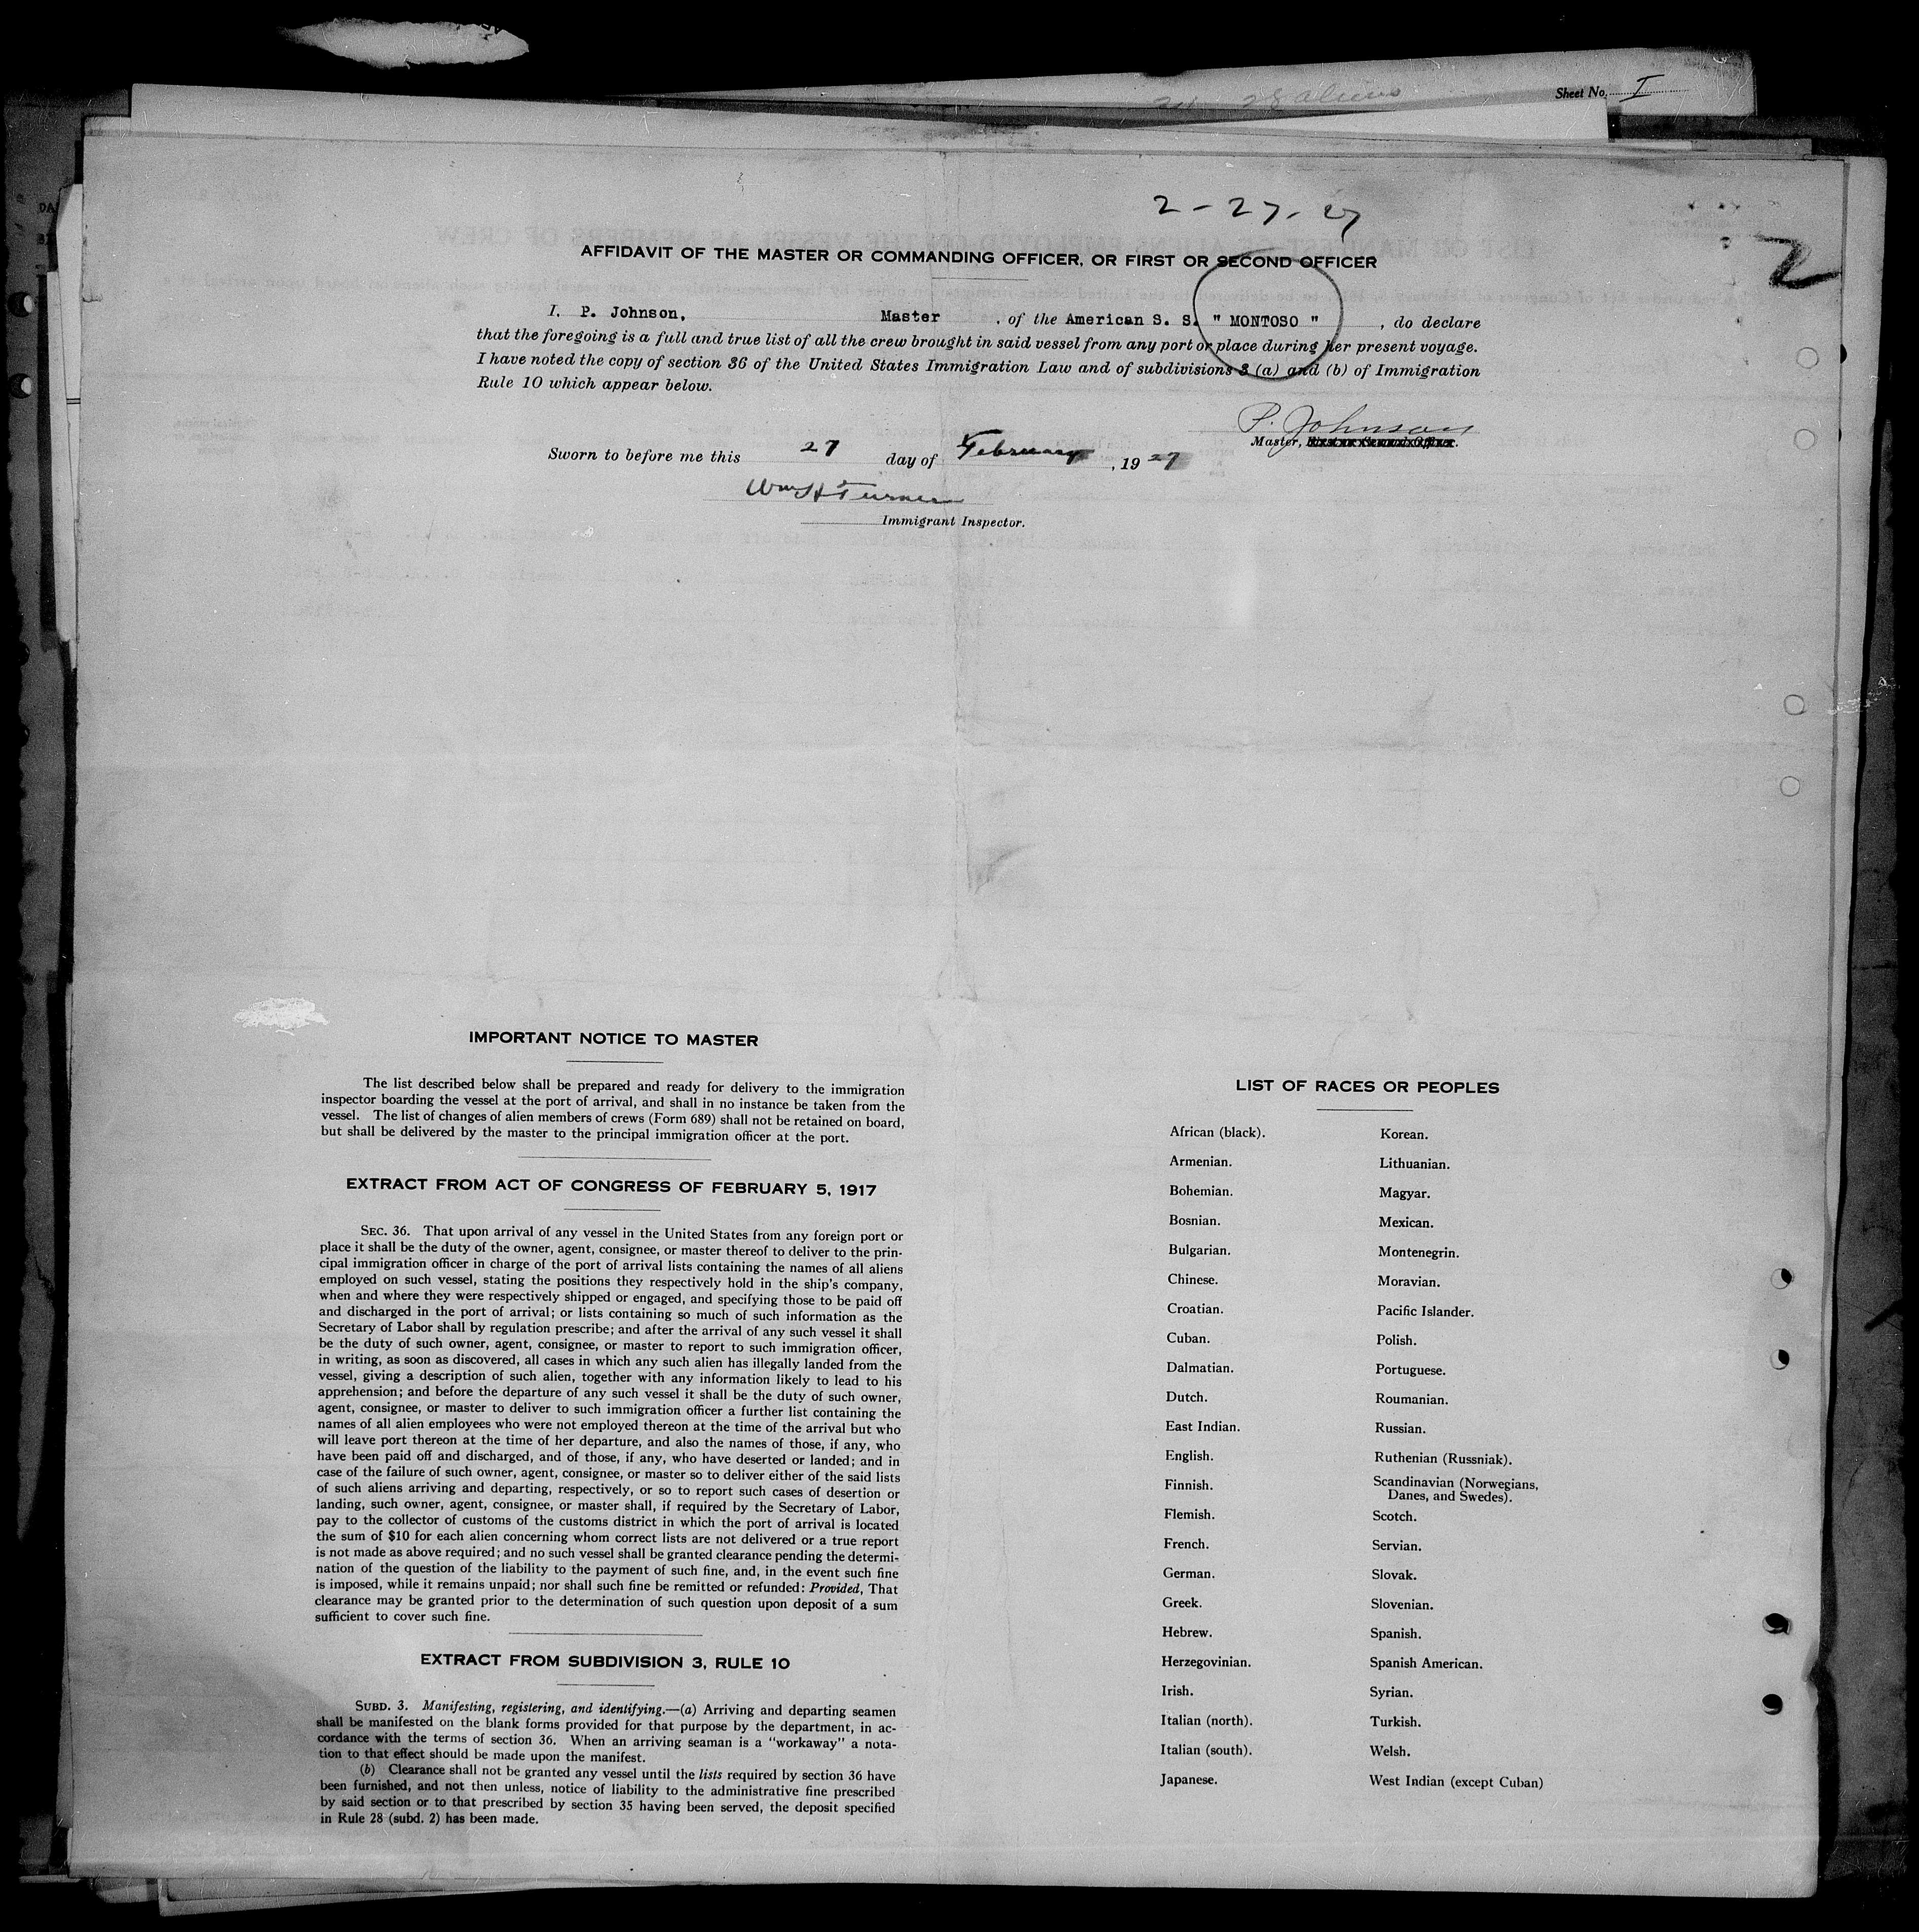 Sheet No. I
2-27-27
2
AFFIDAVIT OF THE MASTER OR COMMANDING OFFICER, OR FIRST OR SECOND OFFICER
I, P. Johnson, Master, of the American S. S. " MONTOSO ", do declare
that the foregoing is a full and true list of all the crew brought in said vessel from any port or place during her present voyage.
I have noted the copy of section 36 of the United States Immigration Law and of subdivisions 3 (a) and (b) of Immigration
Rule 10 which appear below.
P. Johnson
Master, First or Second Officer.
Sworn to before me this 27 day of February, 1927
Wm H Turner
Immigrant Inspector.
IMPORTANT NOTICE TO MASTER
The list described below shall be prepared and ready for delivery to the immigration
inspector boarding the vessel at the port of arrival, and shall in no instance be taken from the
vessel. The list of changes of alien members of crews (Form 689) shall not be retained on board,
but shall be delivered by the master to the principal immigration officer at the port.
EXTRACT FROM ACT OF CONGRESS OF FEBRUARY 5, 1917
SEC. 36. That upon arrival of any vessel in the United States from any foreign port or
place it shall be the duty of the owner, agent, consignee, or master thereof to deliver to the prin-
cipal immigration officer in charge of the port of arrival lists containing the names of all aliens
employed on such vessel, stating the positions they respectively hold in the ship's company,
when and where they were respectively shipped or engaged, and specifying those to be paid off
and discharged in the port of arrival; or lists containing so much of such information as the
Secretary of Labor shall by regulation prescribe; and after the arrival of any such vessel it shall
be the duty of such owner, agent, consignee, or master to report to such immigration officer,
in writing, as soon as discovered, all cases in which any such alien has illegally landed from the
vessel, giving a description of such alien, together with any information likely to lead to his
apprehension; and before the departure of any such vessel it shall be the duty of such owner,
agent, consignee, or master to deliver to such immigration officer a further list containing the
names of all alien employees who were not employed thereon at the time of the arrival but who
will leave port thereon at the time of her departure, and also the names of those, if any, who
have been paid off and discharged, and of those, if any, who have deserted or landed; and in
case of the failure of such owner, agent, consignee, or master so to deliver either of the said lists
of such aliens arriving and departing, respectively, or so to report such cases of desertion or
landing, such owner, agent, consignee, or master shall, if required by the Secretary of Labor,
pay to the collector of customs of the customs district in which the port of arrival is located
the sum of $10 for each alien concerning whom correct lists are not delivered or a true report
is not made as above required; and no such vessel shall be granted clearance pending the determi-
nation of the question of the liability to the payment of such fine, and, in the event such fine
is imposed, while it remains unpaid; nor shall such fine be remitted or refunded: Provided, That
clearance may be granted prior to the determination of such question upon deposit of a sum
sufficient to cover such fine.
EXTRACT FROM SUBDIVISION 3, RULE 10
SUBD. 3. Manifesting, registering, and identifying.—(a) Arriving and departing seamen
shall be manifested on the blank forms provided for that purpose by the department, in ac-
cordance with the terms of section 36. When an arriving seaman is a "workaway" a nota-
tion to that effect should be made upon the manifest.
(b) Clearance shall not be granted any vessel until the lists required by section 36 have
been furnished, and not then unless, notice of liability to the administrative fine prescribed
by said section or to that prescribed by section 35 having been served, the deposit specified
in Rule 28 (subd. 2) has been made.
LIST OF RACES OR PEOPLES
African (black).
Armenian.
Bohemian.
Bosnian.
Bulgarian.
Chinese.
Croatian.
Cuban.
Dalmatian.
Dutch.
East Indian.
English.
Finnish.
Flemish.
French.
German.
Greek.
Hebrew.
Herzegovinian.
Irish.
Italian (north).
Italian (south).
Japanese.
Korean.
Lithuanian.
Magyar.
Mexican.
Montenegrin.
Moravian.
Pacific Islander.
Polish.
Portuguese.
Roumanian.
Russian.
Ruthenian (Russniak).
Scandinavian (Norwegians,
Danes, and Swedes).
Scotch.
Servian.
Slovak.
Slovenian.
Spanish.
Spanish American.
Syrian.
Turkish.
Welsh.
West Indian (except Cuban)